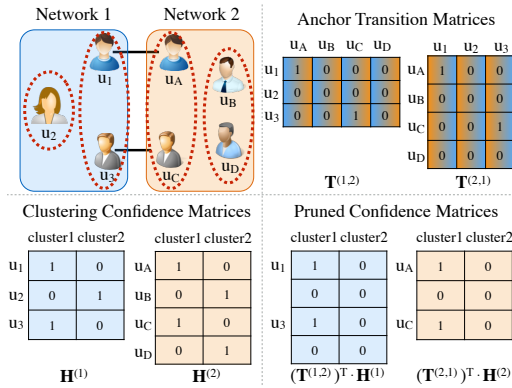 Network 1
Network 2
u1
uA
u2
uB
u3
uC
uD
Anchor Transition Matrices
uA uB uC uD
u1 1 0 0 0
u2 0 0 0 0
u3 0 0 1 0
T(1,2)
u1 u2 u3
uA 1 0 0
uB 0 0 0
uC 0 0 1
uD 0 0 0
T(2,1)
Clustering Confidence Matrices
cluster1 cluster2
u1 1 0
u2 0 1
u3 1 0
H(1)
cluster1 cluster2
uA 1 0
uB 0 1
uC 1 0
uD 0 1
H(2)
Pruned Confidence Matrices
cluster1 cluster2
u1 1 0
0 0
u3 1 0
0 0
(T(1,2))T · H(1)
cluster1 cluster2
uA 1 0
0 0
uC 1 0
(T(2,1))T · H(2)